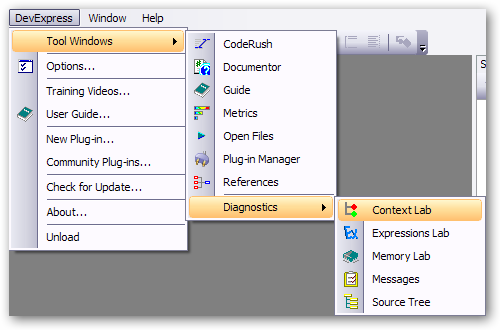 DevExpress Window Help
Tool Windows
Options...
Training Videos...
User Guide...
New Plug-in...
Community Plug-ins...
Check for Update...
About...
Unload
CodeRush
Documentor
Guide
Metrics
Open Files
Plug-in Manager
References
Diagnostics
Context Lab
Expressions Lab
Memory Lab
Messages
Source Tree